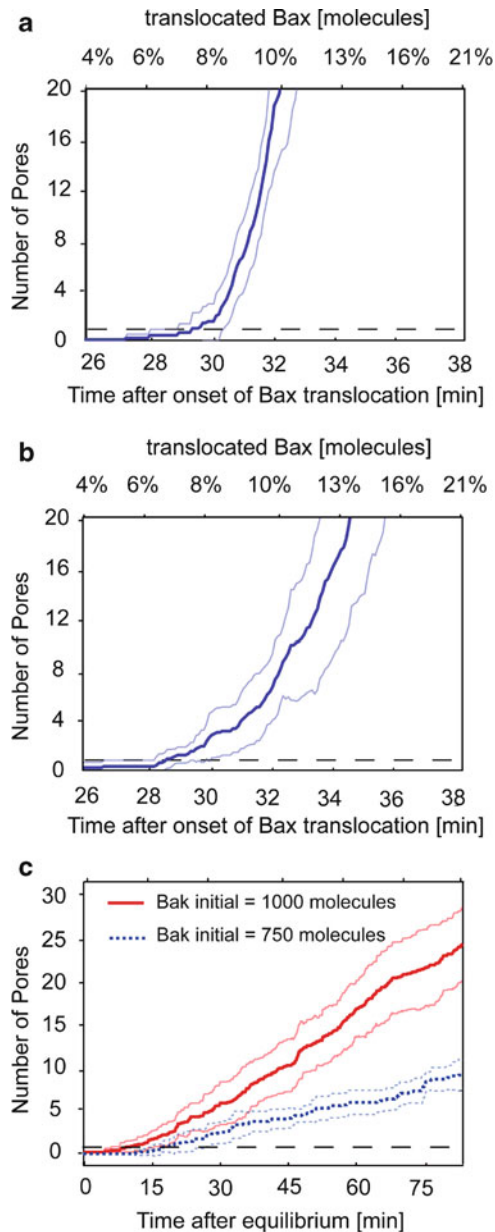 a
translocated Bax [molecules]
4% 6% 8% 10% 13% 16% 21%
20
16
12
8
4
0
Number of Pores
26 28 30 32 34 36 38
Time after onset of Bax translocation [min]
b
translocated Bax [molecules]
4% 6% 8% 10% 13% 16% 21%
20
16
12
8
4
0
Number of Pores
26 28 30 32 34 36 38
Time after onset of Bax translocation [min]
c
30
25
20
15
10
5
0
Number of Pores
Bak initial = 1000 molecules
Bak initial = 750 molecules
0 15 30 45 60 75
Time after equilibrium [min]